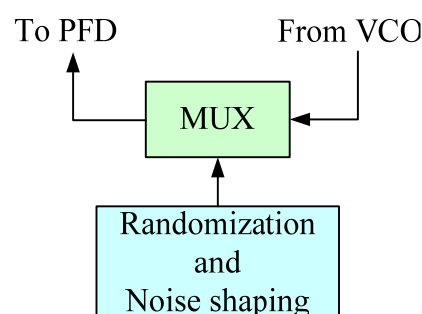 To PFD
From VCO
MUX
Randomization
and
Noise shaping